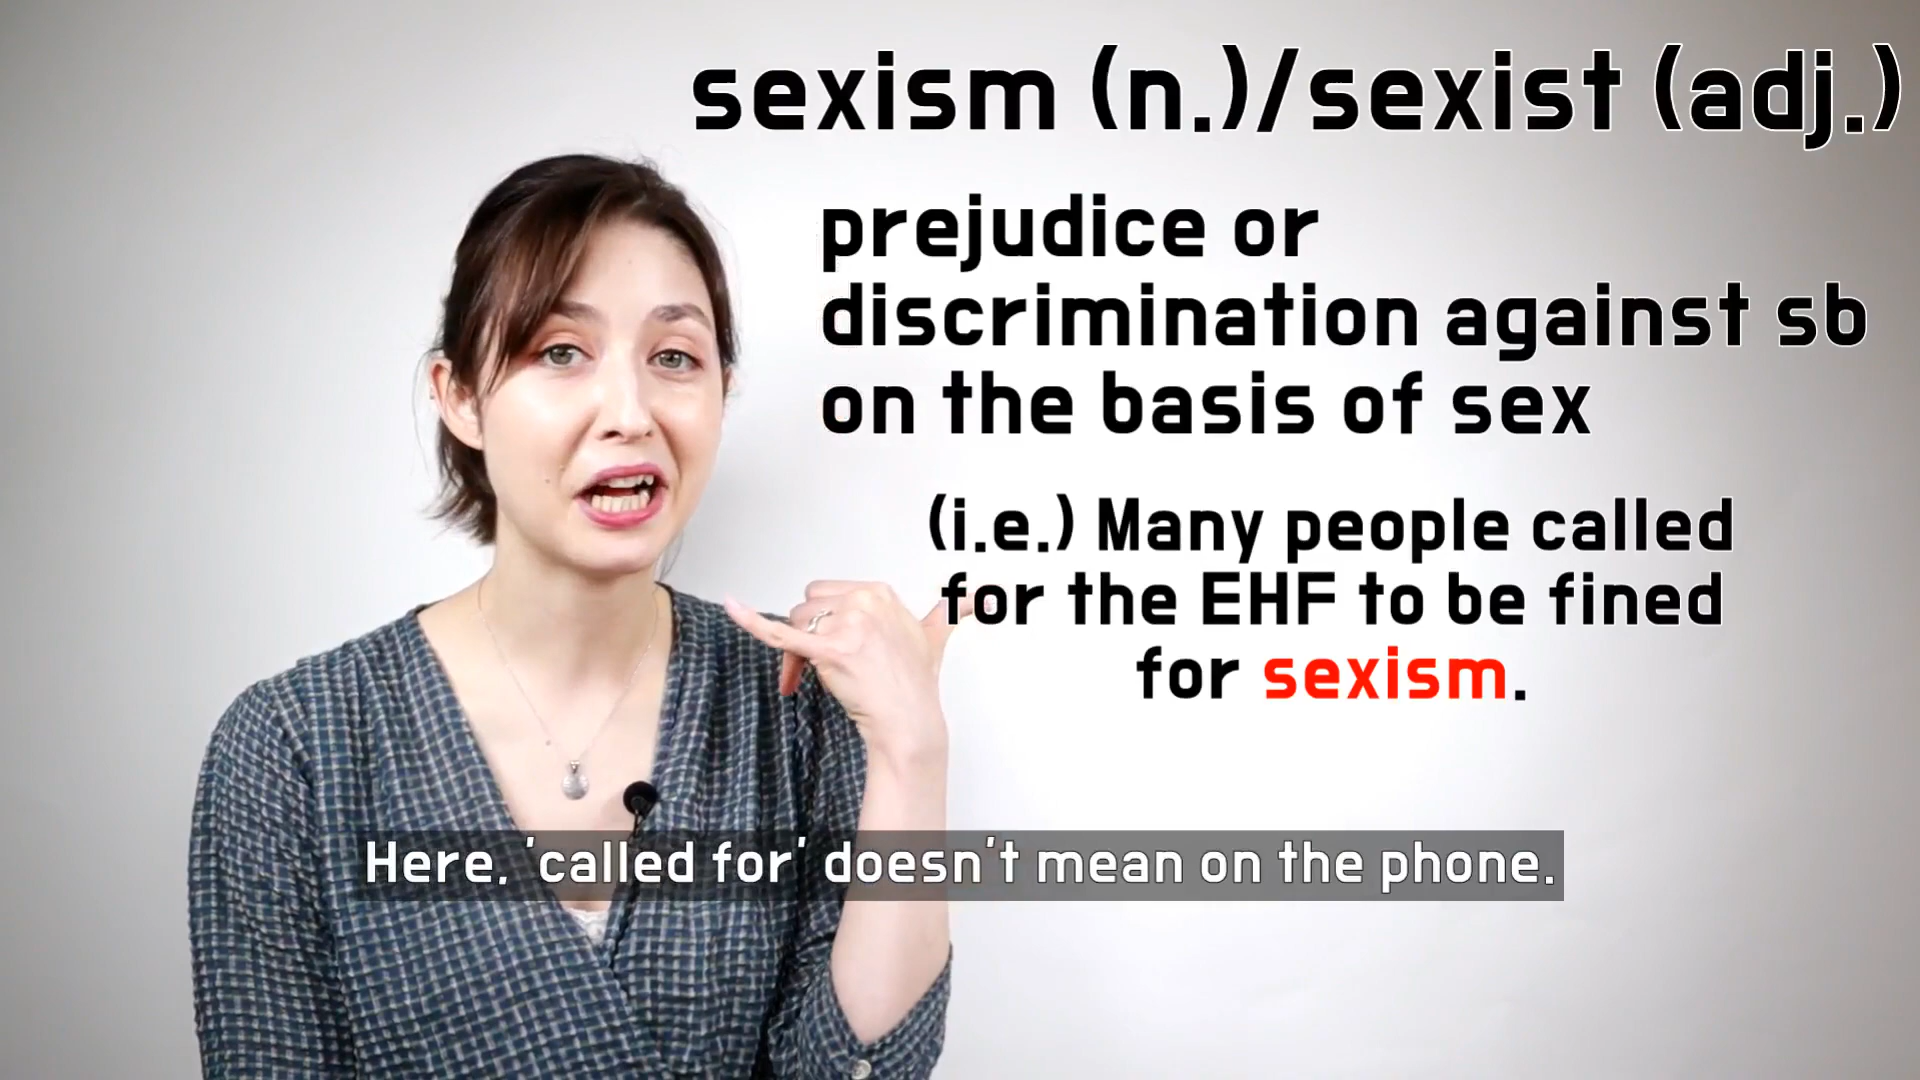 sexism (n.)/sexist (adj.)
prejudice or
discrimination against sb
on the basis of sex
(i.e.) Many people called
for the EHF to be fined
for sexism.
Here, 'called for' doesn't mean on the phone.